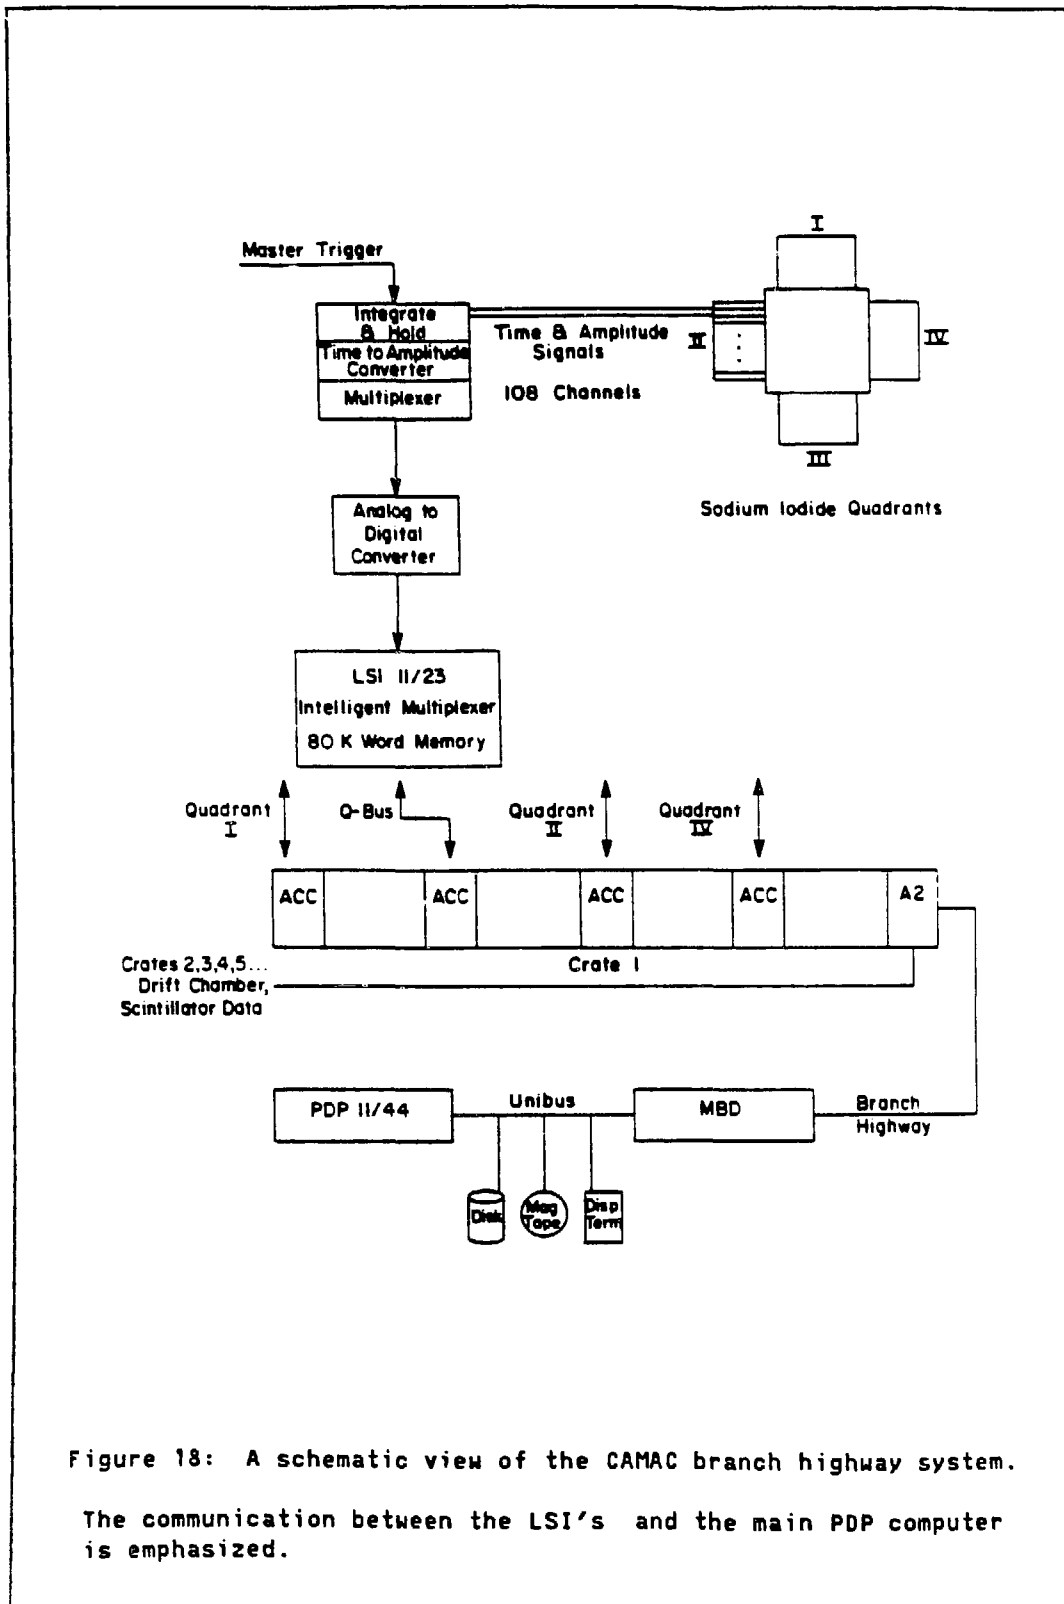 I
Master Trigger
Integrate
& Hold
Time to Amplitude
Converter
Multiplexer
Time & Amplitude
Signals
108 Channels
II
IV
III
Sodium Iodide Quadrants
Analog to
Digital
Converter
LSI 11/23
Intelligent Multiplexer
80 K Word Memory
Quadrant
I
Q-Bus
Quadrant
II
Quadrant
IV
ACC
ACC
ACC
ACC
A2
Crate 1
Crates 2,3,4,5...
Drift Chamber,
Scintillator Data
PDP 11/44
Unibus
MBD
Branch
Highway
Disk
Mag
Tape
Disp
Term
Figure 18: A schematic view of the CAMAC branch highway system.
The communication between the LSI's and the main PDP computer
is emphasized.